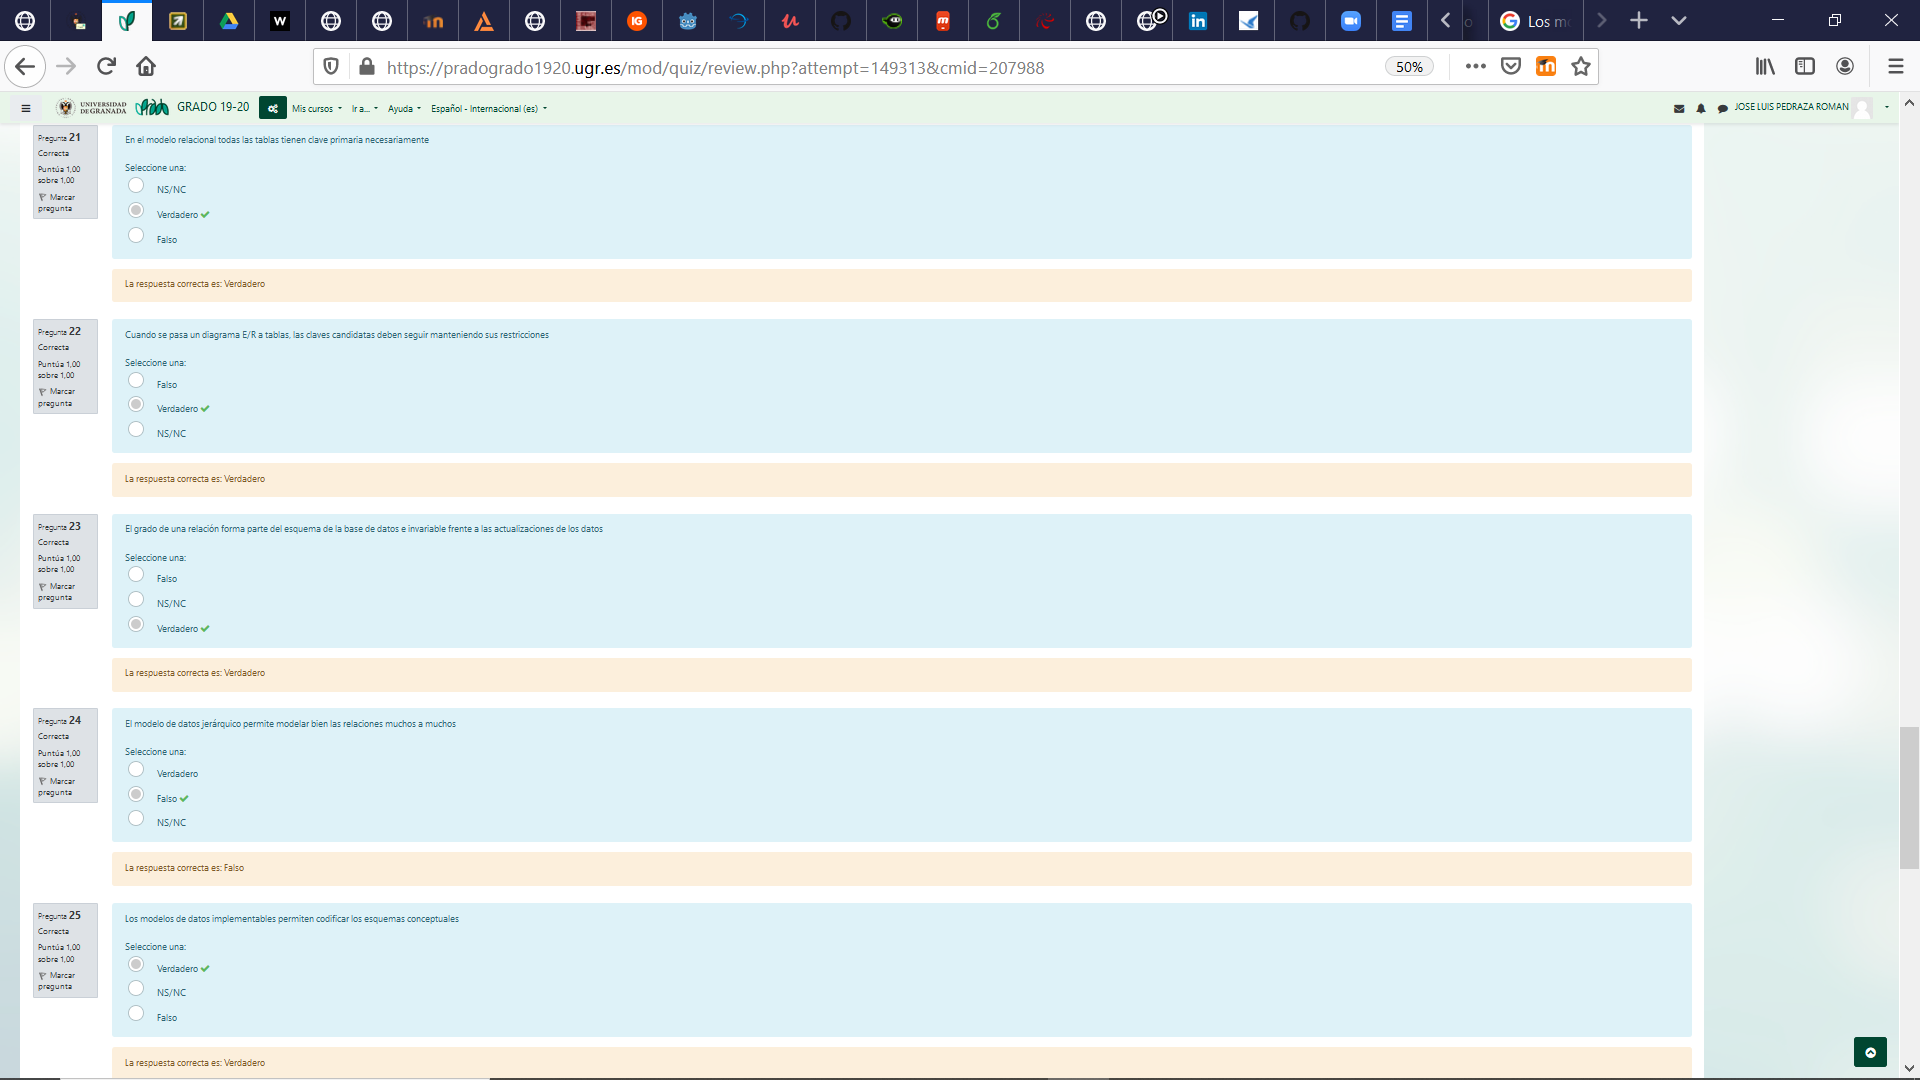 Los m
https://pradogrado1920.ugr.es/mod/quiz/review.php?attempt=149313&cmid=207988
50%
UNIVERSIDAD
DE GRANADA
GRADO 19-20
Mis cursos
Ir a...
Ayuda
Español - Internacional (es)
JOSE LUIS PEDRAZA ROMAN
Pregunta 21
Correcta
Puntúa 1,00
sobre 1,00
Marcar
pregunta
En el modelo relacional todas las tablas tienen clave primaria necesariamente
Seleccione una:
NS/NC
Verdadero
Falso
La respuesta correcta es: Verdadero
Pregunta 22
Correcta
Puntúa 1,00
sobre 1,00
Marcar
pregunta
Cuando se pasa un diagrama E/R a tablas, las claves candidatas deben seguir manteniendo sus restricciones
Seleccione una:
Falso
Verdadero
NS/NC
La respuesta correcta es: Verdadero
Pregunta 23
Correcta
Puntúa 1,00
sobre 1,00
Marcar
pregunta
El grado de una relación forma parte del esquema de la base de datos e invariable frente a las actualizaciones de los datos
Seleccione una:
Falso
NS/NC
Verdadero
La respuesta correcta es: Verdadero
Pregunta 24
Correcta
Puntúa 1,00
sobre 1,00
Marcar
pregunta
El modelo de datos jerárquico permite modelar bien las relaciones muchos a muchos
Seleccione una:
Verdadero
Falso
NS/NC
La respuesta correcta es: Falso
Pregunta 25
Correcta
Puntúa 1,00
sobre 1,00
Marcar
pregunta
Los modelos de datos implementables permiten codificar los esquemas conceptuales
Seleccione una:
Verdadero
NS/NC
Falso
La respuesta correcta es: Verdadero